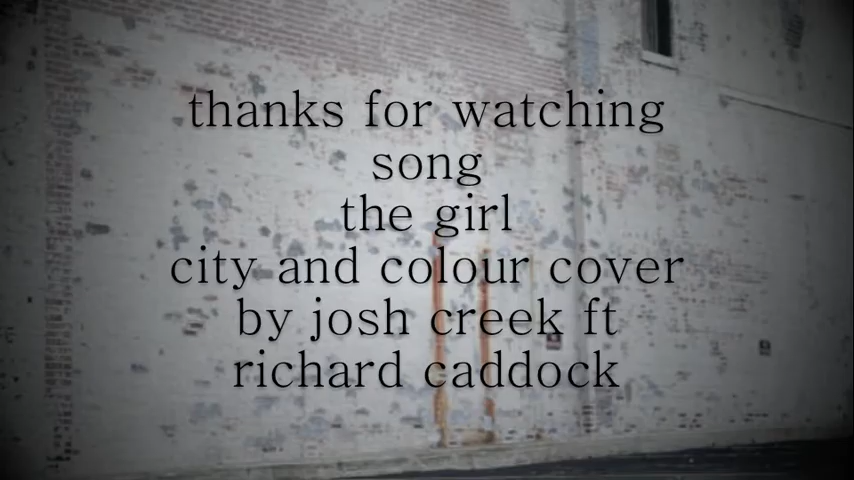 thanks for watching
song
the girl
city and colour cover
by josh creek ft
richard caddock